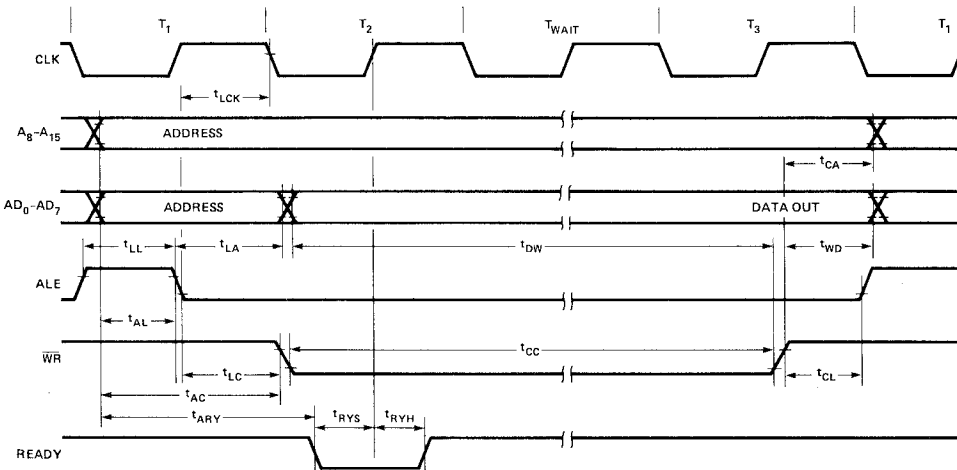 T1 T2 TWAIT T3 T1
CLK
tLCK
A8-A15 ADDRESS
tCA
AD0-AD7 ADDRESS DATA OUT
tLL tLA tDW tWD
ALE
tAL
WR tCC
tLC tCL
tAC
tARY tRYS tRYH
READY